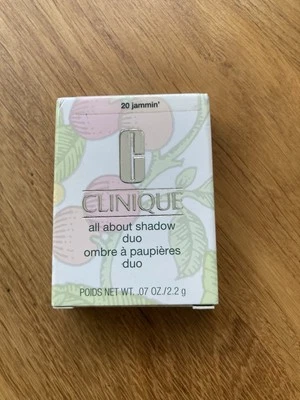 20 jammin'
C
CLINIQUE
all about shadow
duo
ombre à paupières
duo
POIDS NET WT. .07 OZ./2.2 g